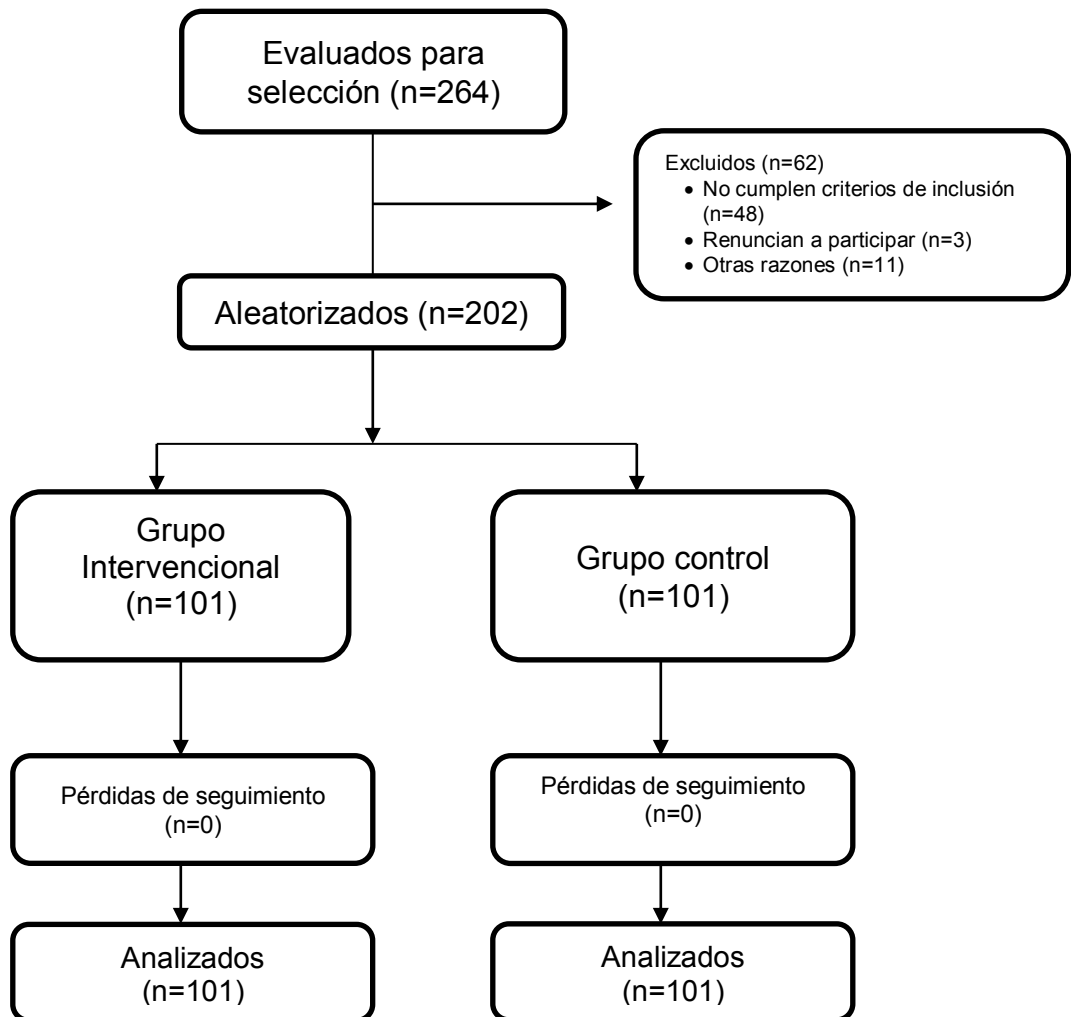 Evaluados para
selección (n=264)
Excluidos (n=62)
• No cumplen criterios de inclusión
(n=48)
• Renuncian a participar (n=3)
• Otras razones (n=11)
Aleatorizados (n=202)
Grupo
Intervencional
(n=101)
Grupo control
(n=101)
Pérdidas de seguimiento
(n=0)
Pérdidas de seguimiento
(n=0)
Analizados
(n=101)
Analizados
(n=101)